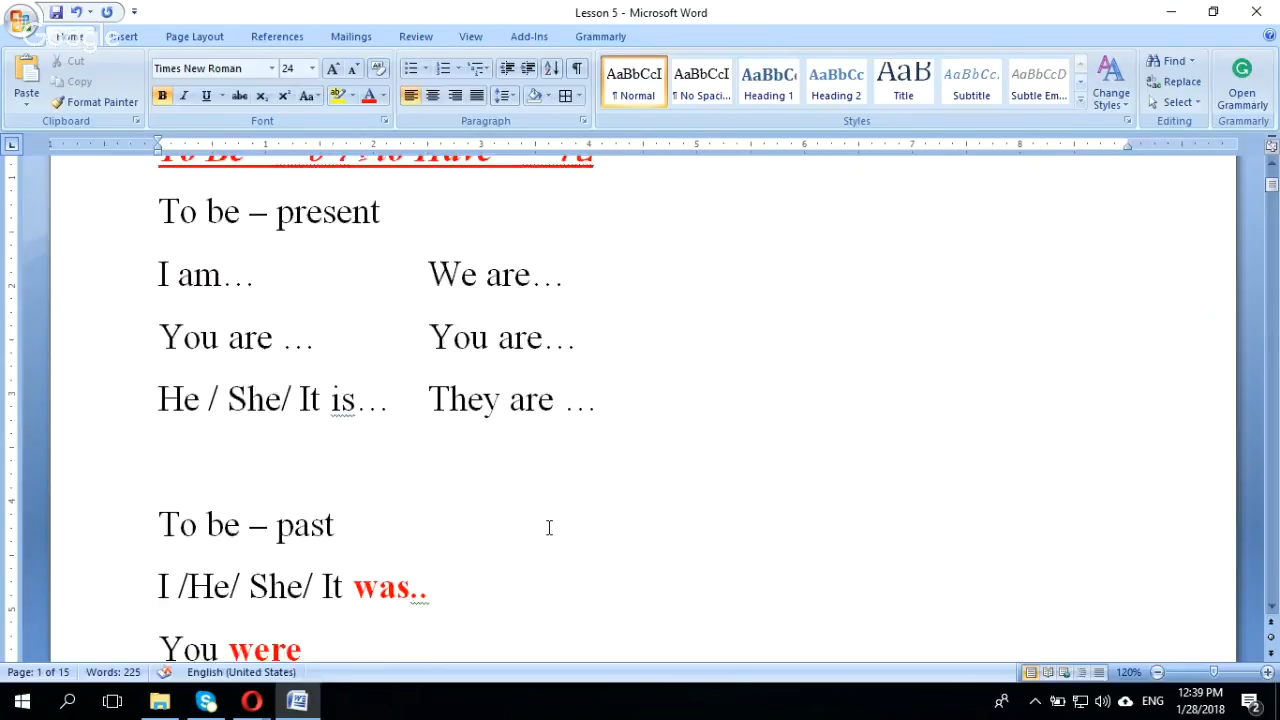 Lesson 5 - Microsoft Word
Home Insert Page Layout References Mailings Review View Add-Ins Grammarly
Paste
Cut
Copy
Format Painter
Clipboard
Times New Roman 24
Font
Paragraph
AaBbCcI AaBbCcI AaBbCc AaBbCc AaB AaBbCc. AaBbCcD
¶ Normal ¶ No Spaci... Heading 1 Heading 2 Title Subtitle Subtle Em...
Change Styles
Styles
Find
Replace
Select
Editing
Open Grammarly
Grammarly
To be – present
I am… We are…
You are … You are…
He / She/ It is… They are …
To be – past
I /He/ She/ It was..
You were
Page: 1 of 15 Words: 225 English (United States) 120%
ENG 12:39 PM
1/28/2018 2